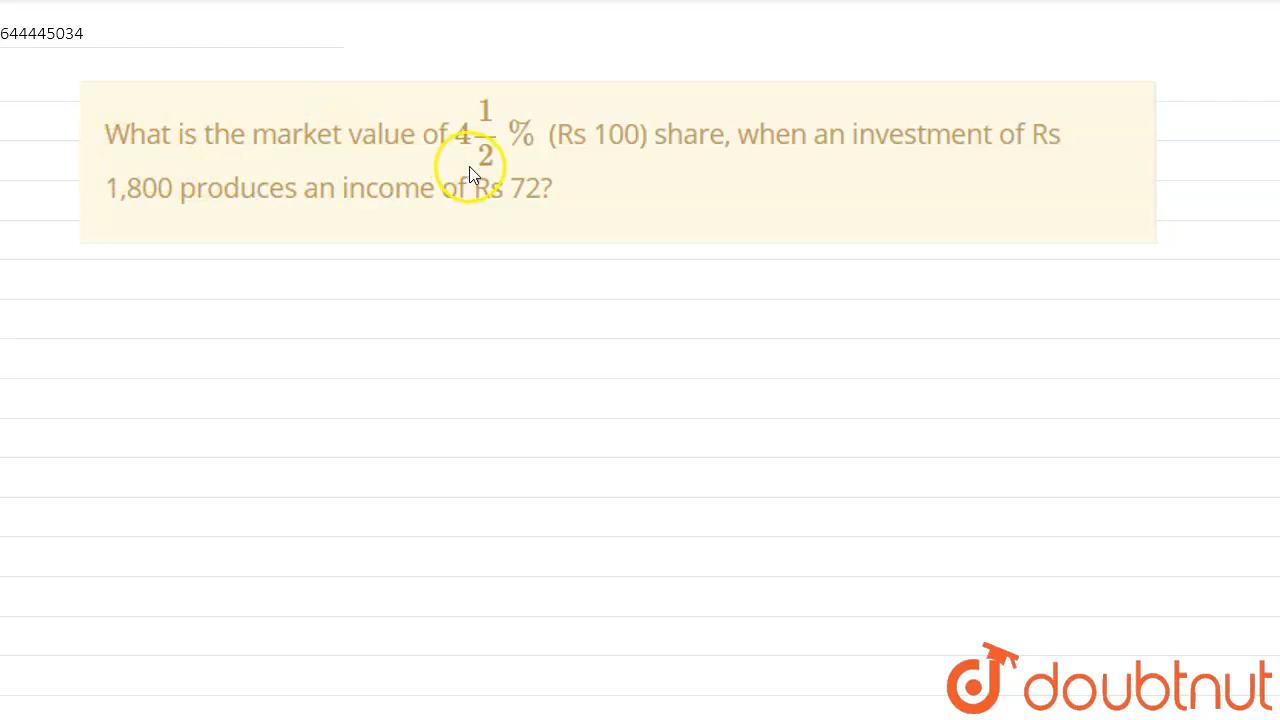 644445034
What is the market value of 4 1/2 % (Rs 100) share, when an investment of Rs
1,800 produces an income of Rs 72?
doubtnut